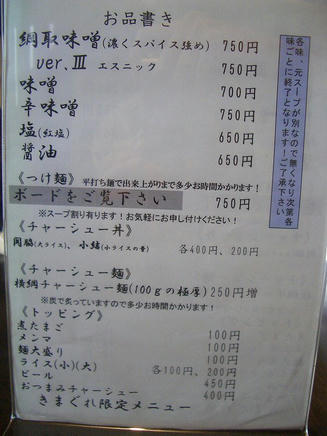 お品書き
綱取味噌(濃くスパイス強め) 750円
ver.Ⅲ エスニック 750円
味噌 700円
辛味噌 750円
塩(紅塩) 650円
醤油 650円
各味、元スープが別なので無くなり次第各
味ごとに終了となります!ご了承下さい
《つけ麺》平打ち麺で出来上がりまで多少お時間かかります!
ボードをご覧下さい 750円
※スープ割り有ります!お気軽にお申し付けください!
《チャーシュー丼》
関脇(大ライス)、小結(小ライスの量) 各400円、200円
《チャーシュー麺》
横綱チャーシュー麺(100gの極厚)250円増
※炭で炙っていますので多少お時間かかります!
《トッピング》
煮たまご 100円
メンマ 100円
麺大盛り 100円
ライス(小)(大) 各100円、200円
ビール 450円
おつまみチャーシュー 400円
きまぐれ限定メニュー